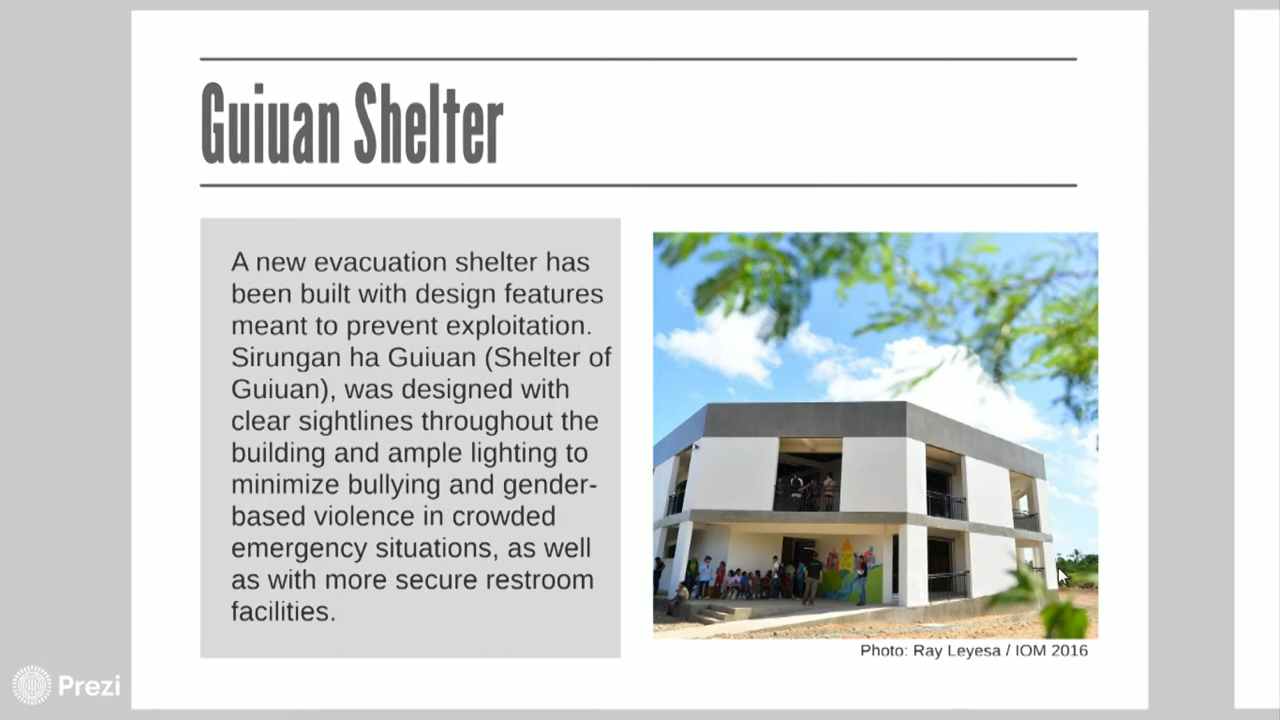 Guiuan Shelter
A new evacuation shelter has
been built with design features
meant to prevent exploitation.
Sirungan ha Guiuan (Shelter of
Guiuan), was designed with
clear sightlines throughout the
building and ample lighting to
minimize bullying and gender-
based violence in crowded
emergency situations, as well
as with more secure restroom
facilities.
Photo: Ray Leyesa / IOM 2016
Prezi